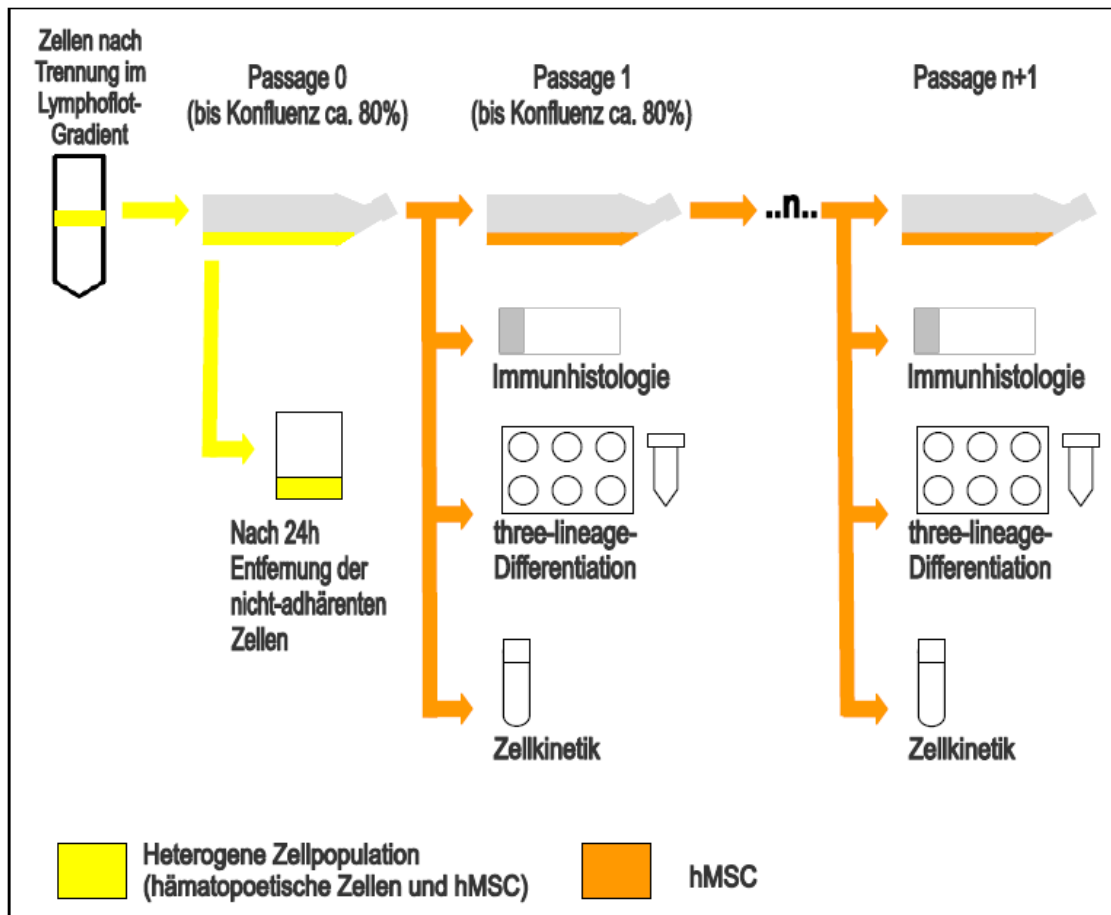 Zellen nach
Trennung im
Lymphoflot-
Gradient
Passage 0
(bis Konfluenz ca. 80%)
Passage 1
(bis Konfluenz ca. 80%)
Passage n+1
..n..
Immunhistologie
Immunhistologie
Nach 24h
Entfernung der
nicht-adhärenten
Zellen
three-lineage-
Differentiation
three-lineage-
Differentiation
Zellkinetik
Zellkinetik
Heterogene Zellpopulation
(hämatopoetische Zellen und hMSC)
hMSC